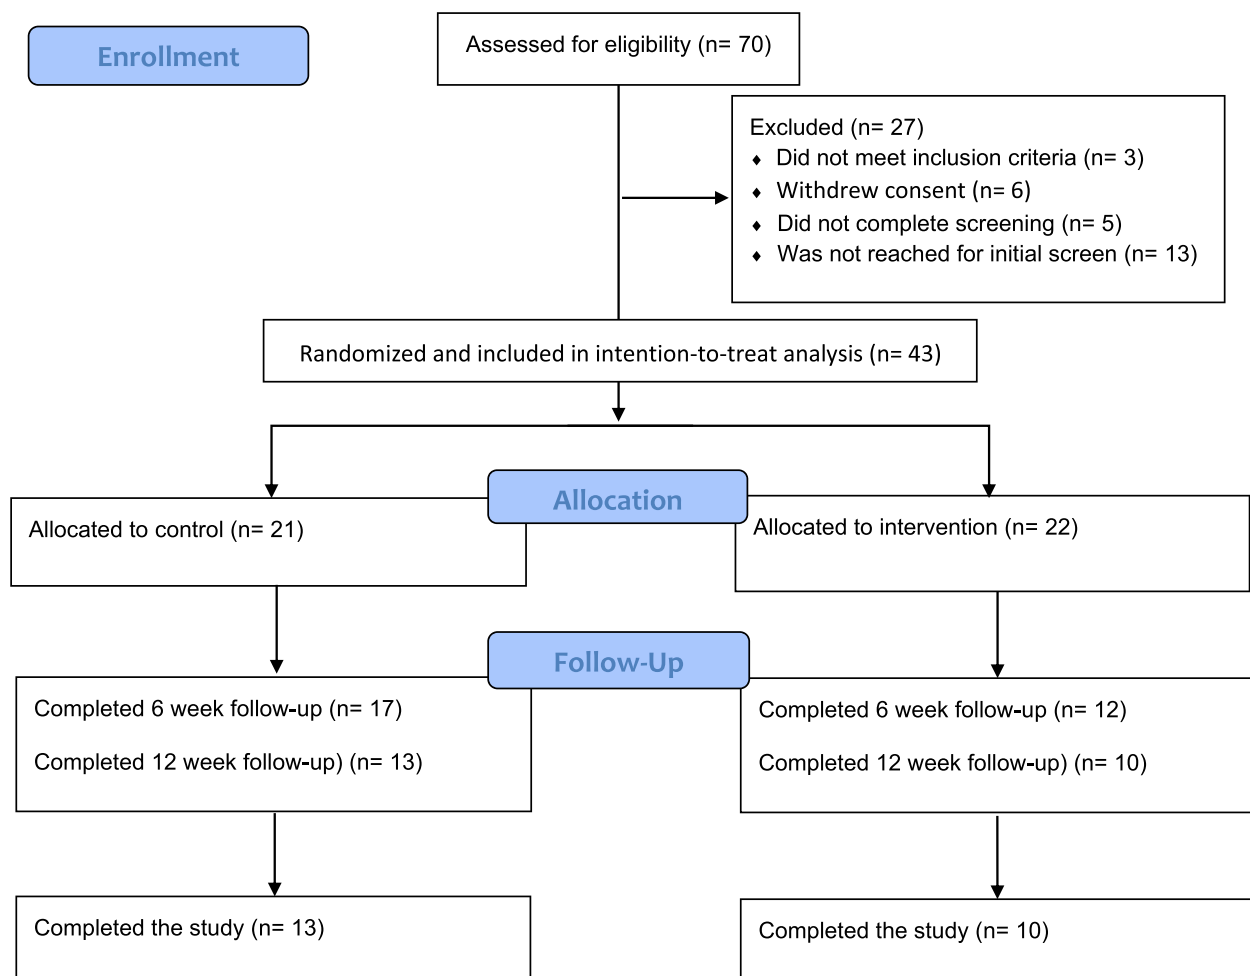 Enrollment
Assessed for eligibility (n= 70)
Excluded (n= 27)
♦ Did not meet inclusion criteria (n= 3)
♦ Withdrew consent (n= 6)
♦ Did not complete screening (n= 5)
♦ Was not reached for initial screen (n= 13)
Randomized and included in intention-to-treat analysis (n= 43)
Allocation
Allocated to control (n= 21)
Allocated to intervention (n= 22)
Follow-Up
Completed 6 week follow-up (n= 17)
Completed 12 week follow-up) (n= 13)
Completed 6 week follow-up (n= 12)
Completed 12 week follow-up) (n= 10)
Completed the study (n= 13)
Completed the study (n= 10)